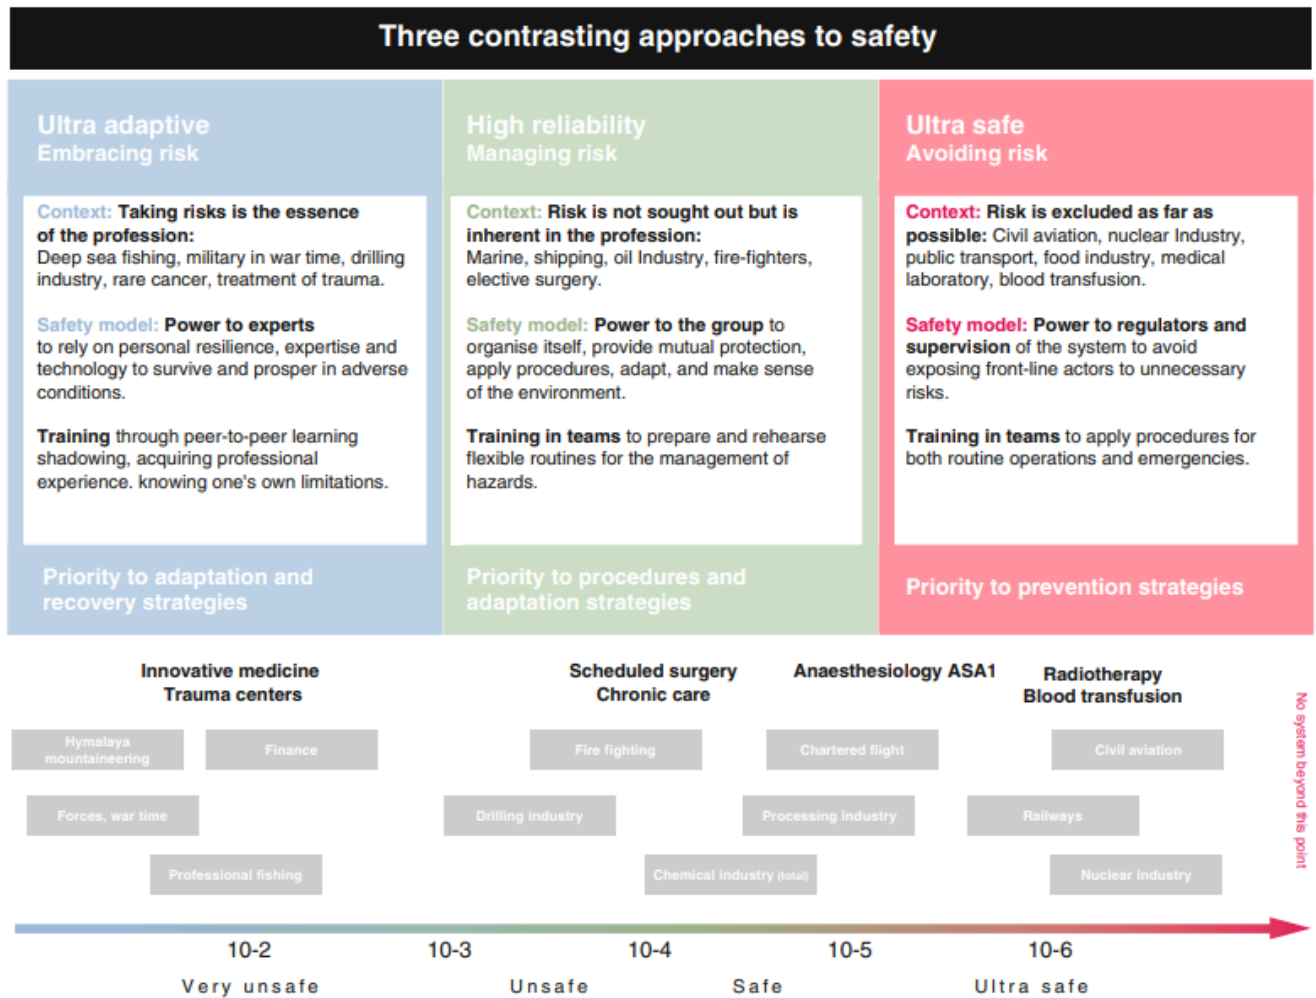 Three contrasting approaches to safety
Ultra adaptive
Embracing risk
Context: Taking risks is the essence
of the profession:
Deep sea fishing, military in war time, drilling
industry, rare cancer, treatment of trauma.
Safety model: Power to experts
to rely on personal resilience, expertise and
technology to survive and prosper in adverse
conditions.
Training through peer-to-peer learning
shadowing, acquiring professional
experience. knowing one's own limitations.
Priority to adaptation and
recovery strategies
High reliability
Managing risk
Context: Risk is not sought out but is
inherent in the profession:
Marine, shipping, oil Industry, fire-fighters,
elective surgery.
Safety model: Power to the group to
organise itself, provide mutual protection,
apply procedures, adapt, and make sense
of the environment.
Training in teams to prepare and rehearse
flexible routines for the management of
hazards.
Priority to procedures and
adaptation strategies
Ultra safe
Avoiding risk
Context: Risk is excluded as far as
possible: Civil aviation, nuclear Industry,
public transport, food industry, medical
laboratory, blood transfusion.
Safety model: Power to regulators and
supervision of the system to avoid
exposing front-line actors to unnecessary
risks.
Training in teams to apply procedures for
both routine operations and emergencies.
Priority to prevention strategies
Innovative medicine
Trauma centers
Scheduled surgery
Chronic care
Anaesthesiology ASA1
Radiotherapy
Blood transfusion
Hymalaya
mountaineering
Finance
Fire fighting
Chartered flight
Civil aviation
Forces, war time
Drilling industry
Processing industry
Railways
Professional fishing
Chemical industry (total)
Nuclear industry
No system beyond this point
10-2 10-3 10-4 10-5 10-6
Very unsafe Unsafe Safe Ultra safe